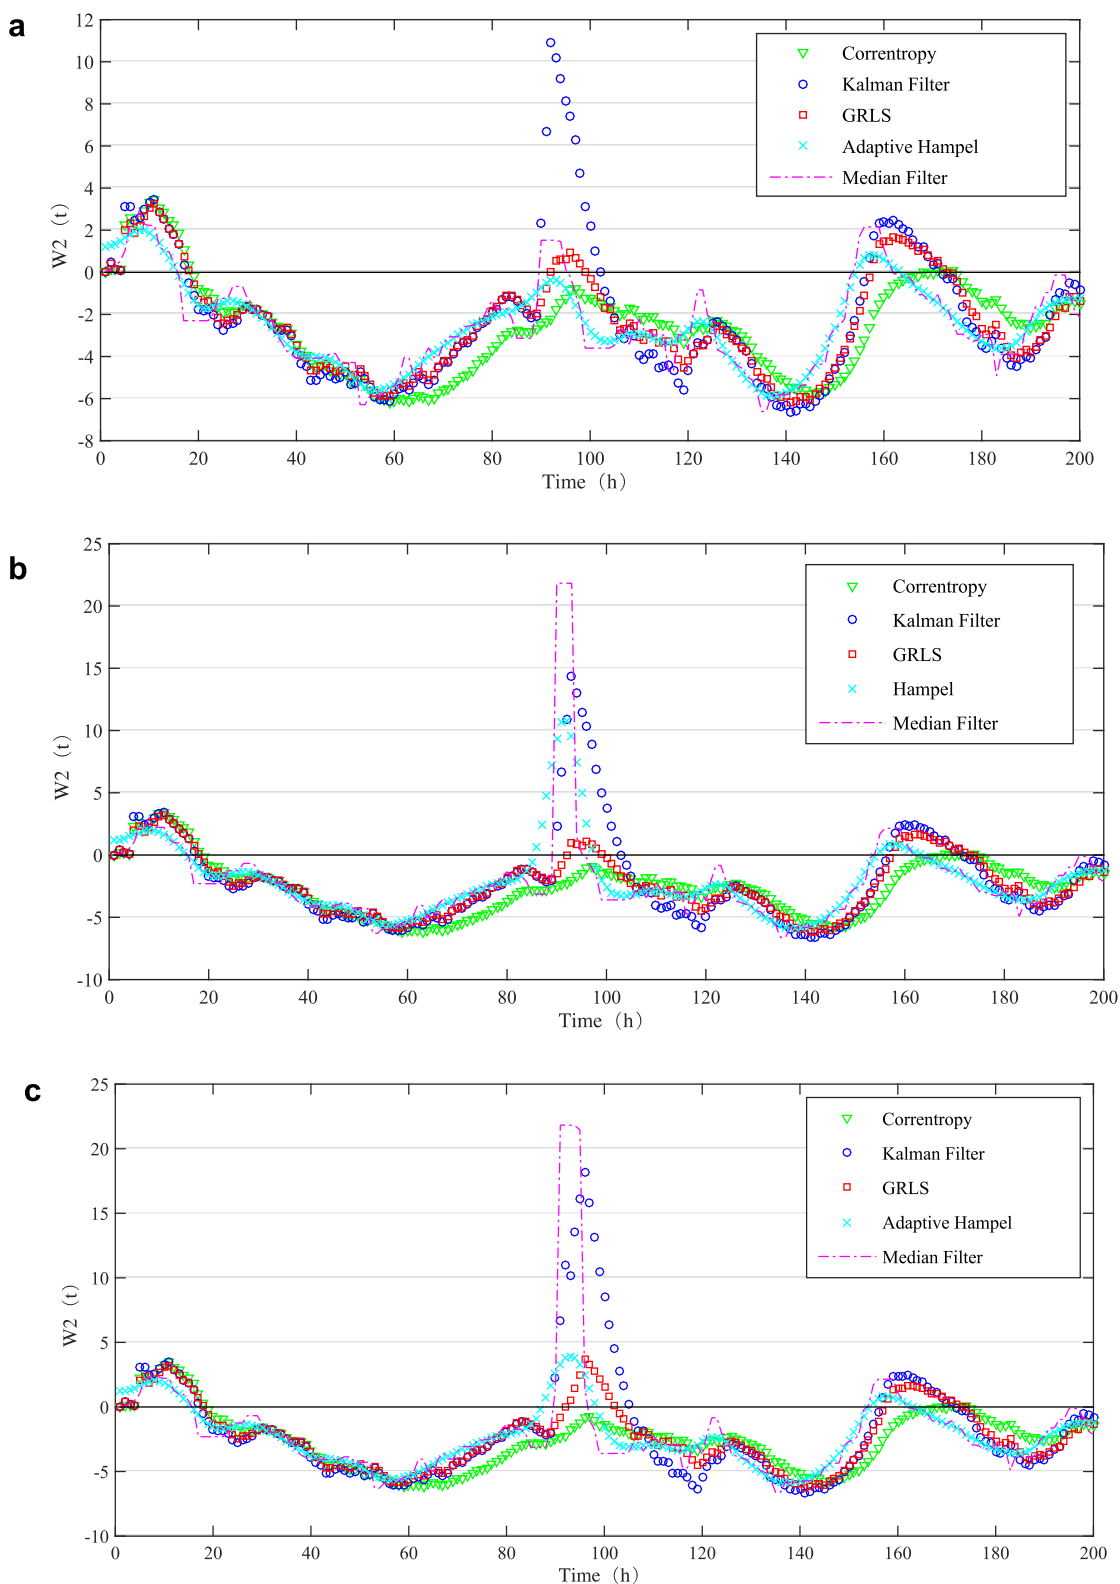 a
12
10
8
6
4
2
0
-2
-4
-6
-8
W2（t）
Correntropy
Kalman Filter
GRLS
Adaptive Hampel
Median Filter
0 20 40 60 80 100 120 140 160 180 200
Time（h）
b
25
20
15
10
5
0
-5
-10
W2（t）
Correntropy
Kalman Filter
GRLS
Hampel
Median Filter
0 20 40 60 80 100 120 140 160 180 200
Time（h）
c
25
20
15
10
5
0
-5
-10
W2（t）
Correntropy
Kalman Filter
GRLS
Adaptive Hampel
Median Filter
0 20 40 60 80 100 120 140 160 180 200
Time（h）